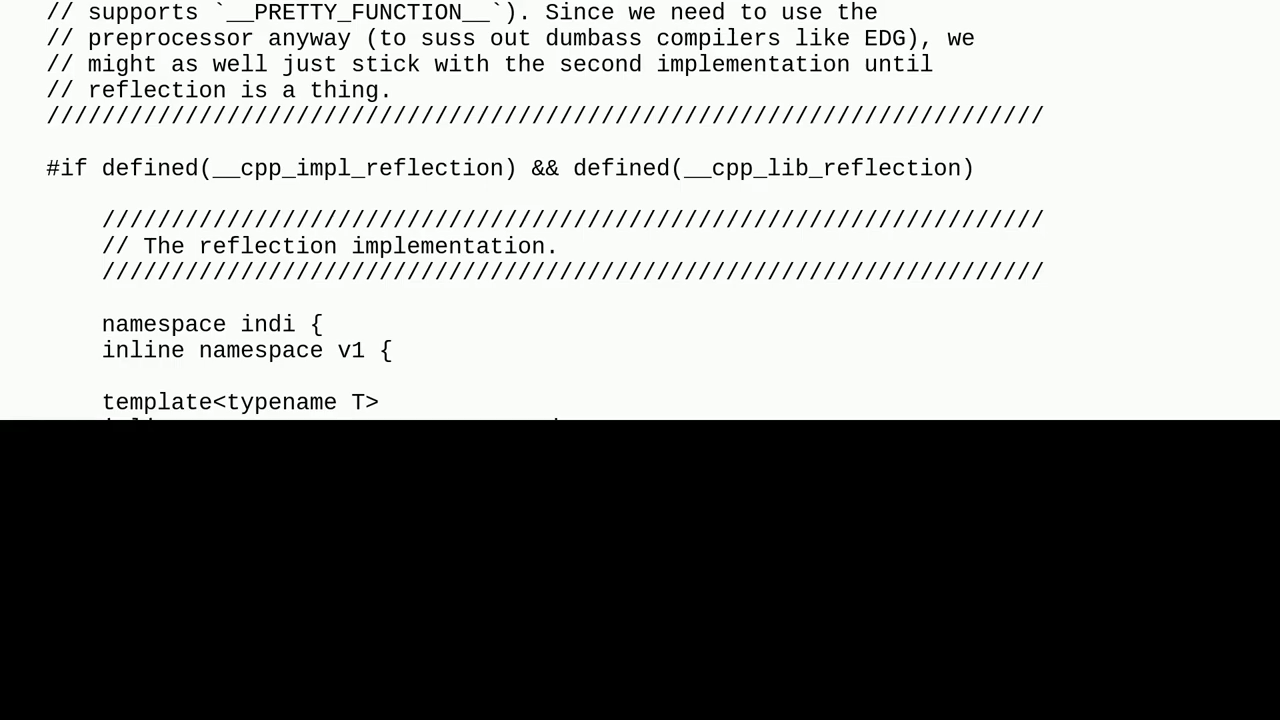 // supports `__PRETTY_FUNCTION__`). Since we need to use the
// preprocessor anyway (to suss out dumbass compilers like EDG), we
// might as well just stick with the second implementation until
// reflection is a thing.
////////////////////////////////////////////////////////////////////////
#if defined(__cpp_impl_reflection) && defined(__cpp_lib_reflection)
////////////////////////////////////////////////////////////////////
// The reflection implementation.
////////////////////////////////////////////////////////////////////
namespace indi {
inline namespace v1 {
template<typename T>